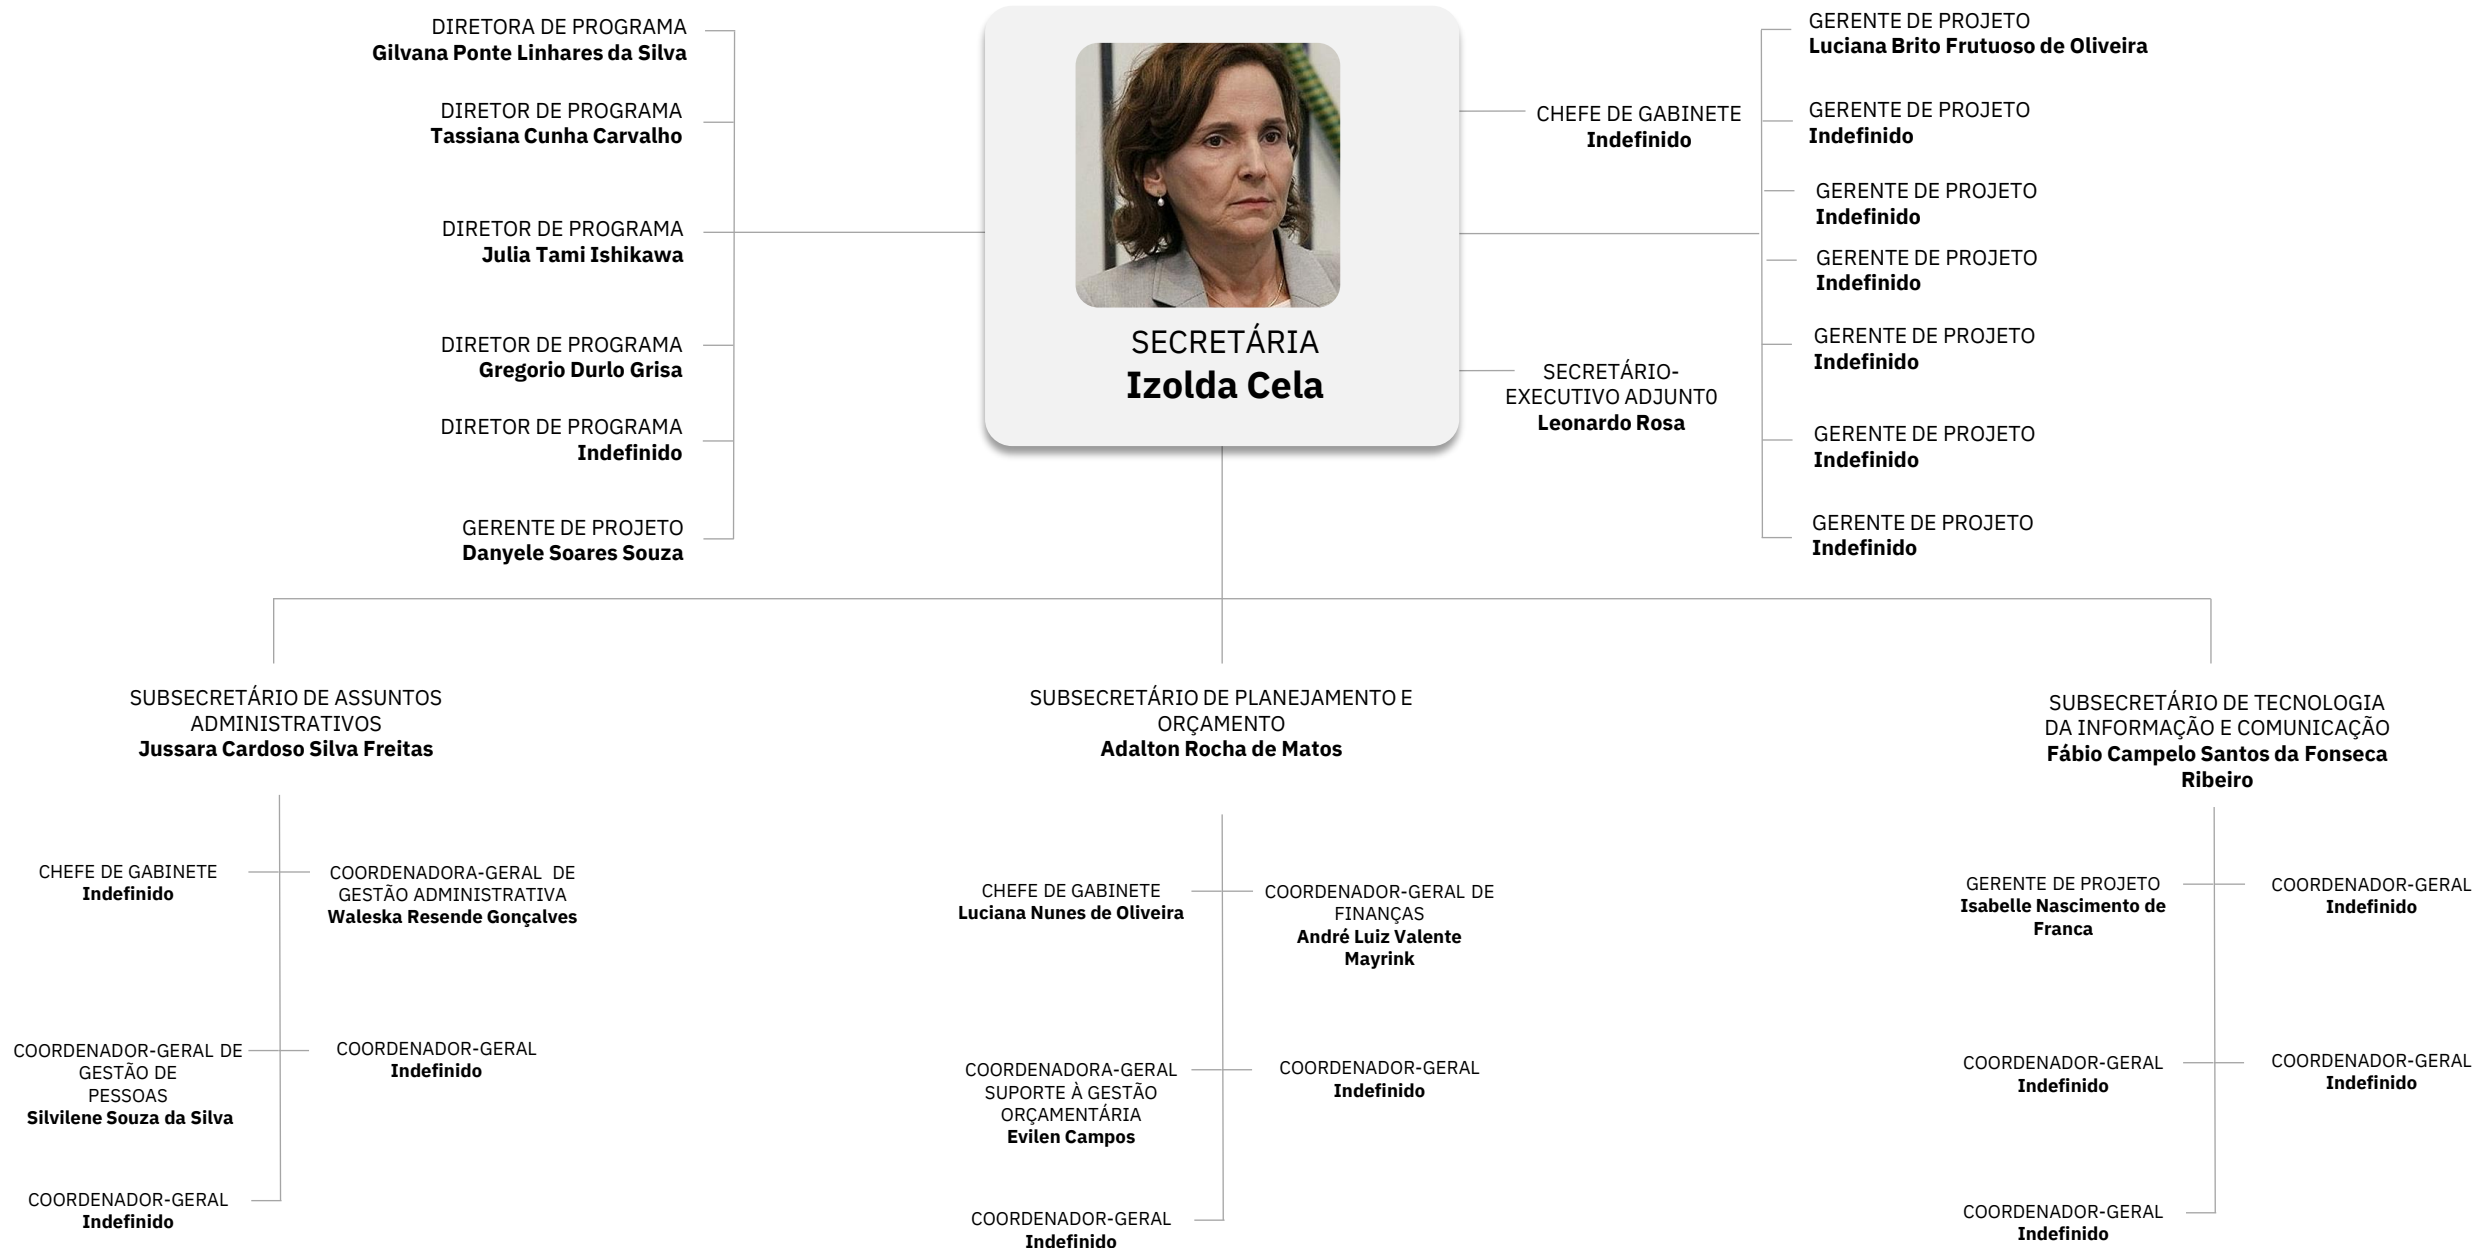 DIRETORA DE PROGRAMA
Gilvana Ponte Linhares da Silva
DIRETOR DE PROGRAMA
Tassiana Cunha Carvalho
DIRETOR DE PROGRAMA
Julia Tami Ishikawa
DIRETOR DE PROGRAMA
Gregorio Durlo Grisa
DIRETOR DE PROGRAMA
Indefinido
GERENTE DE PROJETO
Danyele Soares Souza
SECRETÁRIA
Izolda Cela
CHEFE DE GABINETE
Indefinido
SECRETÁRIO-
EXECUTIVO ADJUNT0
Leonardo Rosa
GERENTE DE PROJETO
Luciana Brito Frutuoso de Oliveira
GERENTE DE PROJETO
Indefinido
GERENTE DE PROJETO
Indefinido
GERENTE DE PROJETO
Indefinido
GERENTE DE PROJETO
Indefinido
GERENTE DE PROJETO
Indefinido
GERENTE DE PROJETO
Indefinido
SUBSECRETÁRIO DE ASSUNTOS
ADMINISTRATIVOS
Jussara Cardoso Silva Freitas
CHEFE DE GABINETE
Indefinido
COORDENADORA-GERAL DE
GESTÃO ADMINISTRATIVA
Waleska Resende Gonçalves
COORDENADOR-GERAL DE
GESTÃO DE
PESSOAS
Silvilene Souza da Silva
COORDENADOR-GERAL
Indefinido
COORDENADOR-GERAL
Indefinido
SUBSECRETÁRIO DE PLANEJAMENTO E
ORÇAMENTO
Adalton Rocha de Matos
CHEFE DE GABINETE
Luciana Nunes de Oliveira
COORDENADOR-GERAL DE
FINANÇAS
André Luiz Valente
Mayrink
COORDENADORA-GERAL
SUPORTE À GESTÃO
ORÇAMENTÁRIA
Evilen Campos
COORDENADOR-GERAL
Indefinido
COORDENADOR-GERAL
Indefinido
SUBSECRETÁRIO DE TECNOLOGIA
DA INFORMAÇÃO E COMUNICAÇÃO
Fábio Campelo Santos da Fonseca
Ribeiro
GERENTE DE PROJETO
Isabelle Nascimento de
Franca
COORDENADOR-GERAL
Indefinido
COORDENADOR-GERAL
Indefinido
COORDENADOR-GERAL
Indefinido
COORDENADOR-GERAL
Indefinido